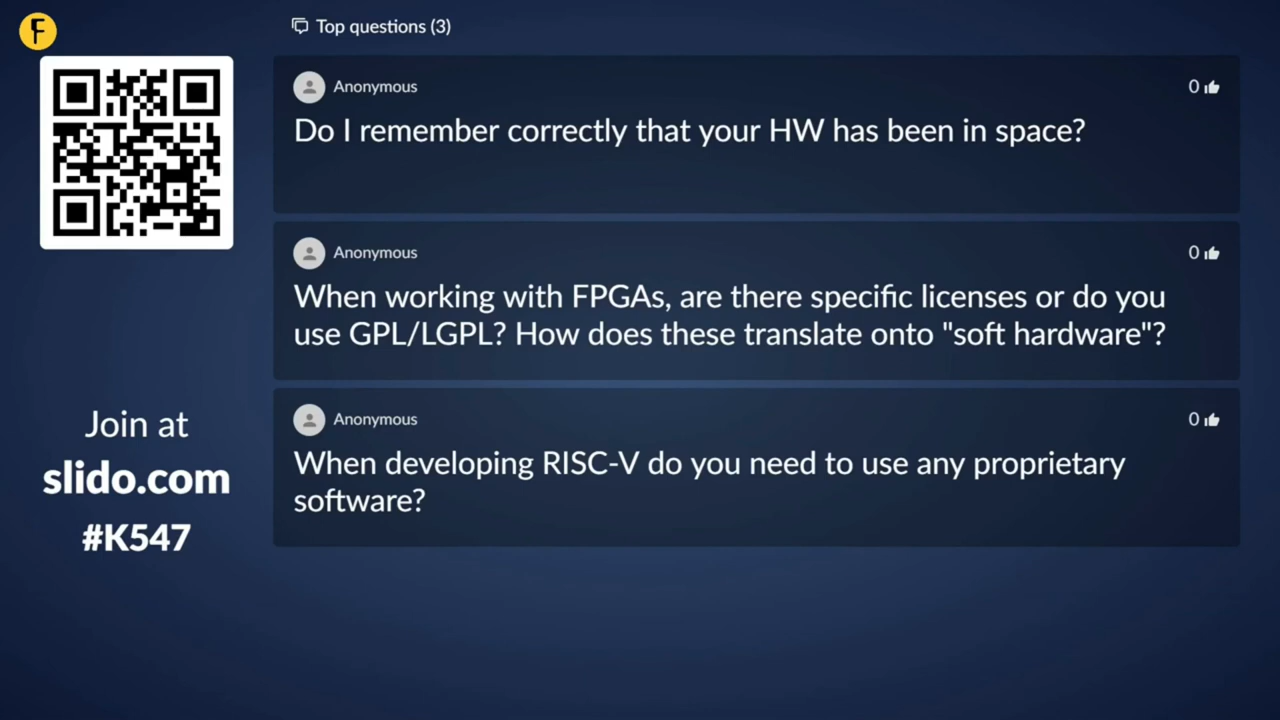 F
Top questions (3)
Anonymous
0
Do I remember correctly that your HW has been in space?
Anonymous
0
When working with FPGAs, are there specific licenses or do you
use GPL/LGPL? How does these translate onto "soft hardware"?
Anonymous
0
When developing RISC-V do you need to use any proprietary
software?
Join at
slido.com
#K547